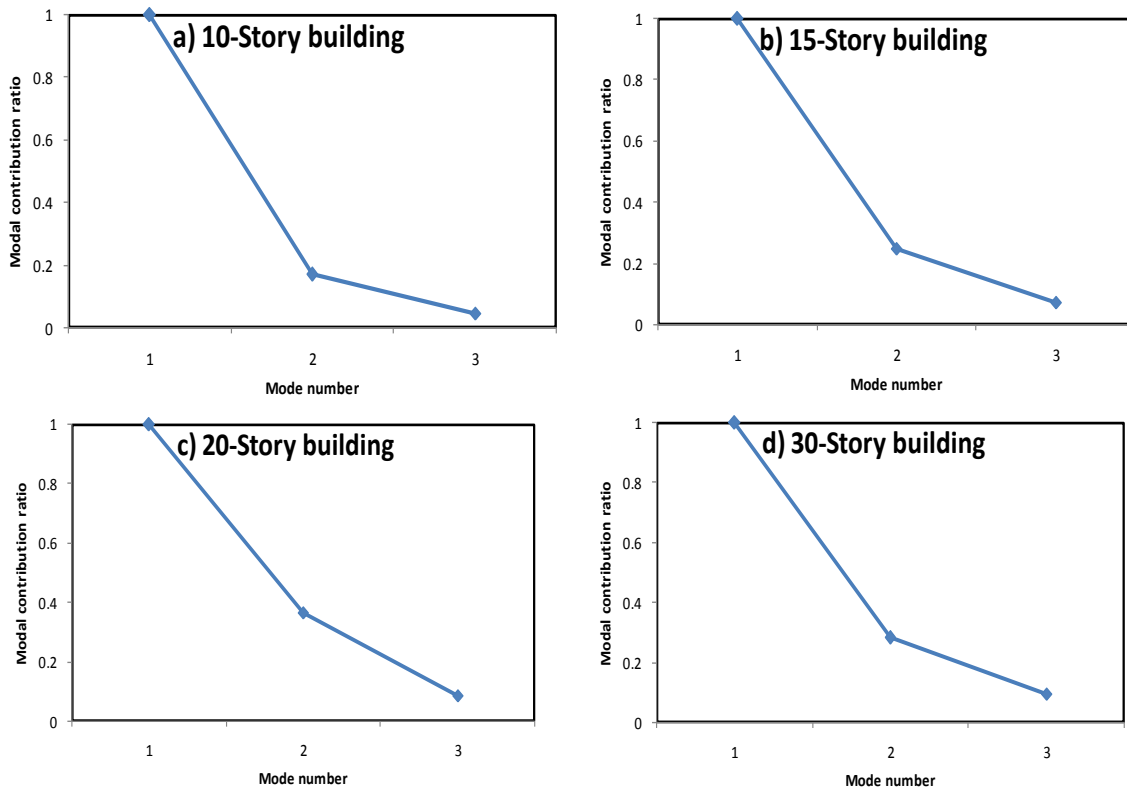 a) 10-Story building
Modal contribution ratio
1
0.8
0.6
0.4
0.2
0
1 2 3
Mode number
b) 15-Story building
Modal contribution ratio
1
0.8
0.6
0.4
0.2
0
1 2 3
Mode number
c) 20-Story building
Modal contribution ratio
1
0.8
0.6
0.4
0.2
0
1 2 3
Mode number
d) 30-Story building
Modal contribution ratio
1
0.8
0.6
0.4
0.2
0
1 2 3
Mode number